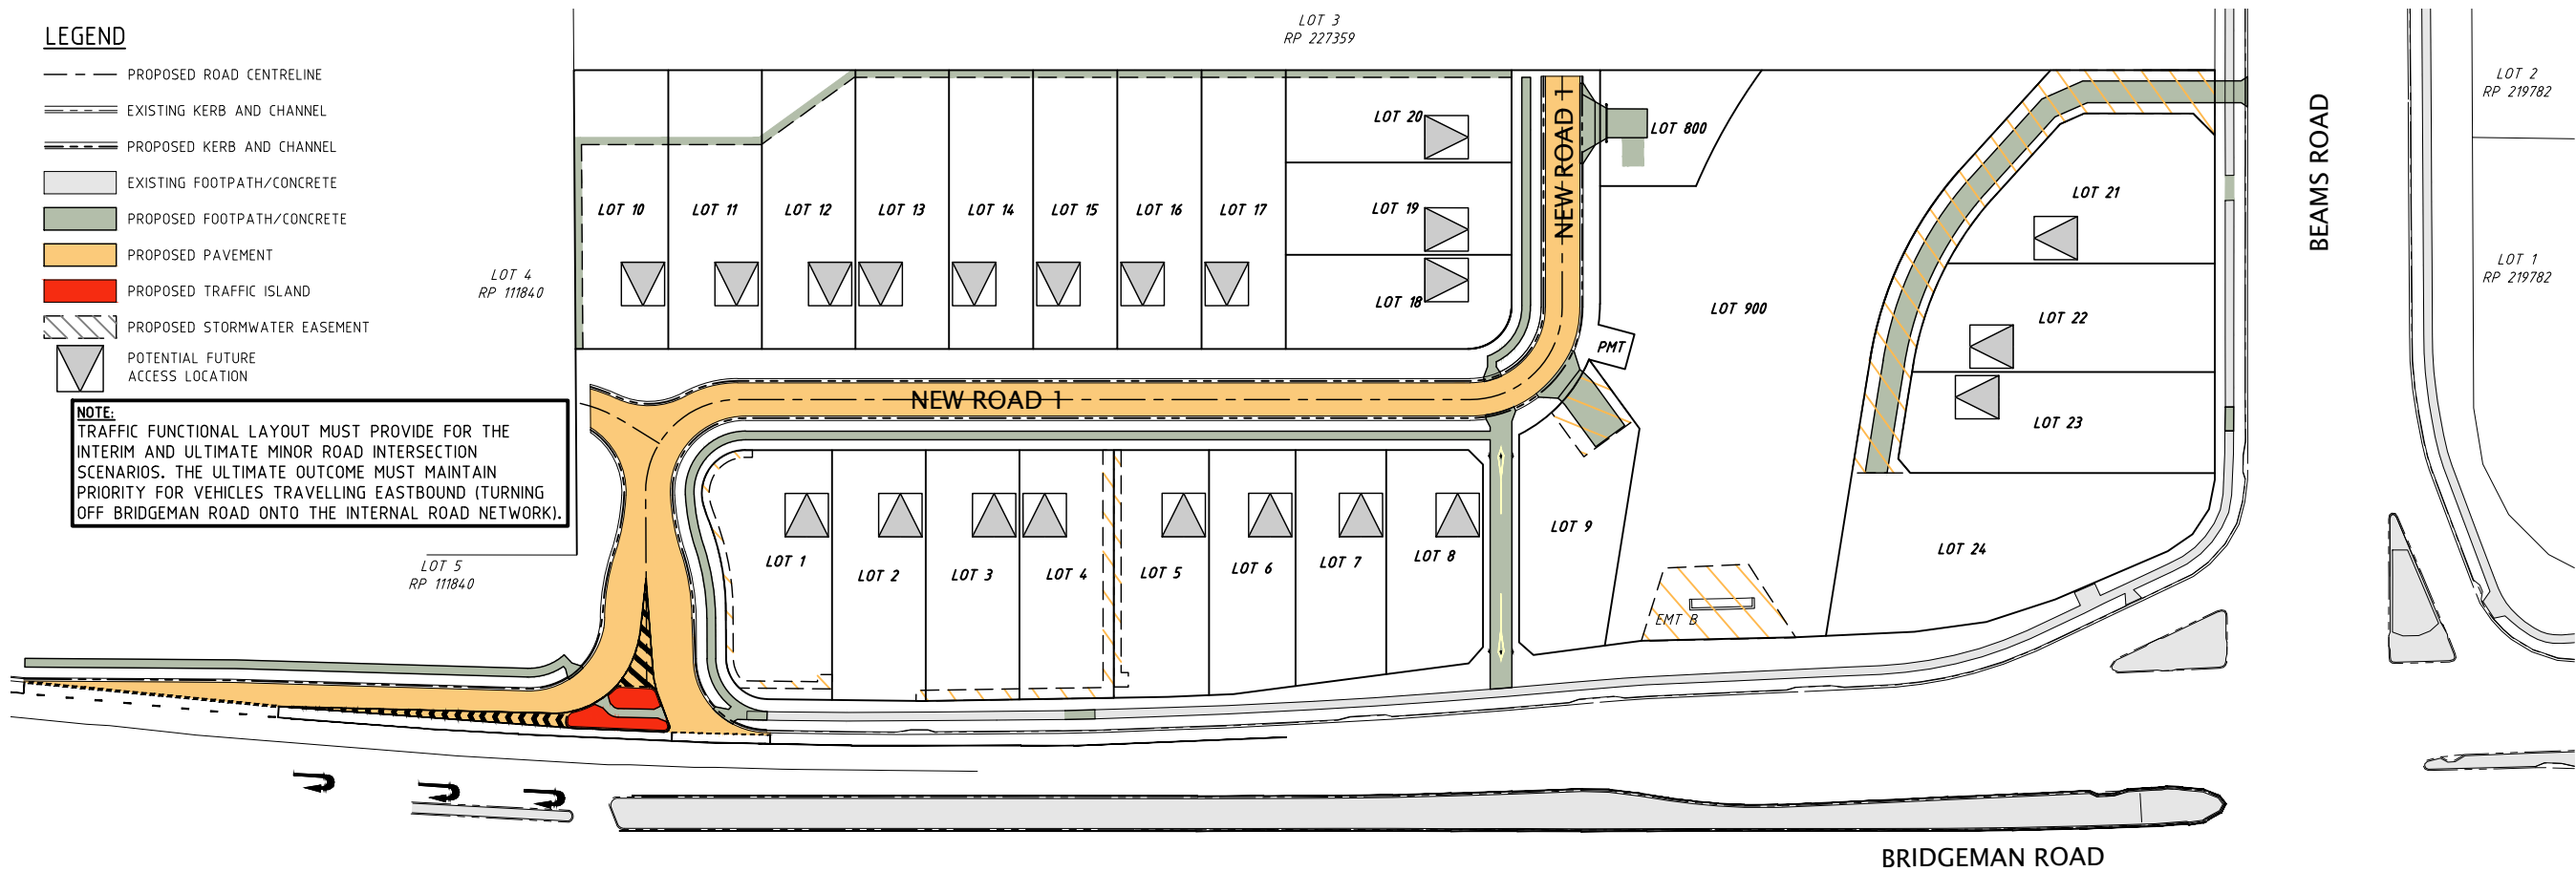 LEGEND
PROPOSED ROAD CENTRELINE
EXISTING KERB AND CHANNEL
PROPOSED KERB AND CHANNEL
EXISTING FOOTPATH/CONCRETE
PROPOSED FOOTPATH/CONCRETE
PROPOSED PAVEMENT
PROPOSED TRAFFIC ISLAND
PROPOSED STORMWATER EASEMENT
POTENTIAL FUTURE
ACCESS LOCATION
NOTE:
TRAFFIC FUNCTIONAL LAYOUT MUST PROVIDE FOR THE
INTERIM AND ULTIMATE MINOR ROAD INTERSECTION
SCENARIOS. THE ULTIMATE OUTCOME MUST MAINTAIN
PRIORITY FOR VEHICLES TRAVELLING EASTBOUND (TURNING
OFF BRIDGEMAN ROAD ONTO THE INTERNAL ROAD NETWORK).
LOT 3
RP 227359
LOT 4
RP 111840
LOT 5
RP 111840
LOT 10
LOT 11
LOT 12
LOT 13
LOT 14
LOT 15
LOT 16
LOT 17
LOT 20
LOT 19
LOT 18
NEW ROAD 1
LOT 800
LOT 900
PMT
NEW ROAD 1
LOT 1
LOT 2
LOT 3
LOT 4
LOT 5
LOT 6
LOT 7
LOT 8
LOT 9
EMT B
LOT 21
LOT 22
LOT 23
LOT 24
BEAMS ROAD
LOT 2
RP 219782
LOT 1
RP 219782
BRIDGEMAN ROAD